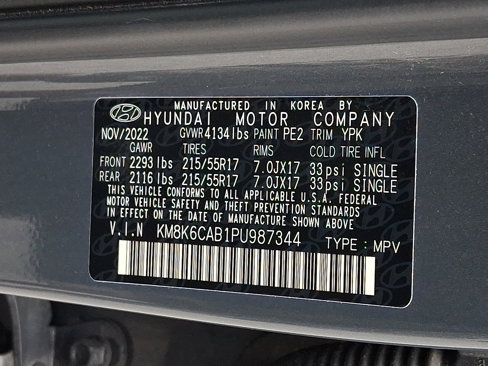 MANUFACTURED IN KOREA BY
HYUNDAI MOTOR COMPANY
NOV/2022 GVWR 4134lbs PAINT PE2 TRIM YPK
GAWR TIRES RIMS COLD TIRE INFL
FRONT 2293 lbs 215/55R17 7.0JX17 33psi SINGLE
REAR 2116 lbs 215/55R17 7.0JX17 33 psi SINGLE
THIS VEHICLE CONFORMS TO ALL APPLICABLE U.S.A. FEDERAL
MOTOR VEHICLE SAFETY AND THEFT PREVENTION STANDARDS
IN EFFECT ON THE DATE OF MANUFACTURE SHOWN ABOVE
V.I.N KM8K6CAB1PU987344 TYPE : MPV